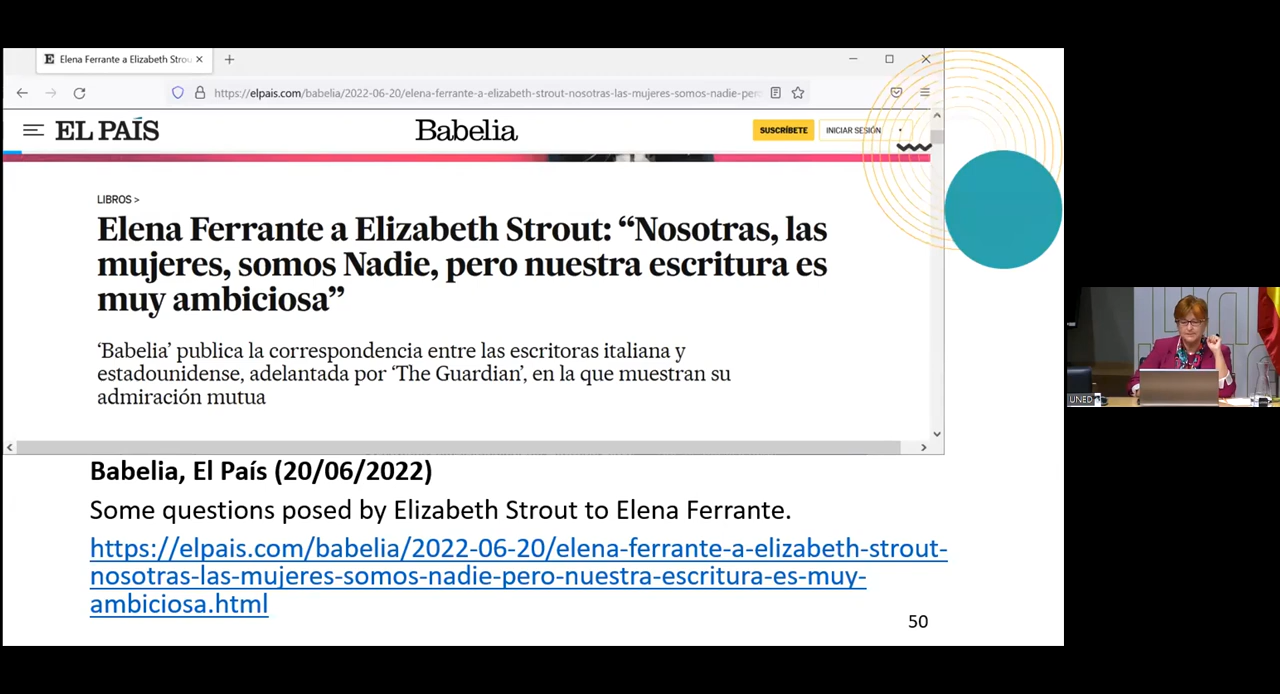 Elena Ferrante a Elizabeth Strou
https://elpais.com/babelia/2022-06-20/elena-ferrante-a-elizabeth-strout-nosotras-las-mujeres-somos-nadie-per
EL PAÍS
Babelia
SUSCRÍBETE
INICIAR SESIÓN
LIBROS >
Elena Ferrante a Elizabeth Strout: “Nosotras, las
mujeres, somos Nadie, pero nuestra escritura es
muy ambiciosa”
‘Babelia’ publica la correspondencia entre las escritoras italiana y
estadounidense, adelantada por ‘The Guardian’, en la que muestran su
admiración mutua
Babelia, El País (20/06/2022)
Some questions posed by Elizabeth Strout to Elena Ferrante.
https://elpais.com/babelia/2022-06-20/elena-ferrante-a-elizabeth-strout-
nosotras-las-mujeres-somos-nadie-pero-nuestra-escritura-es-muy-
ambiciosa.html
50
UNED